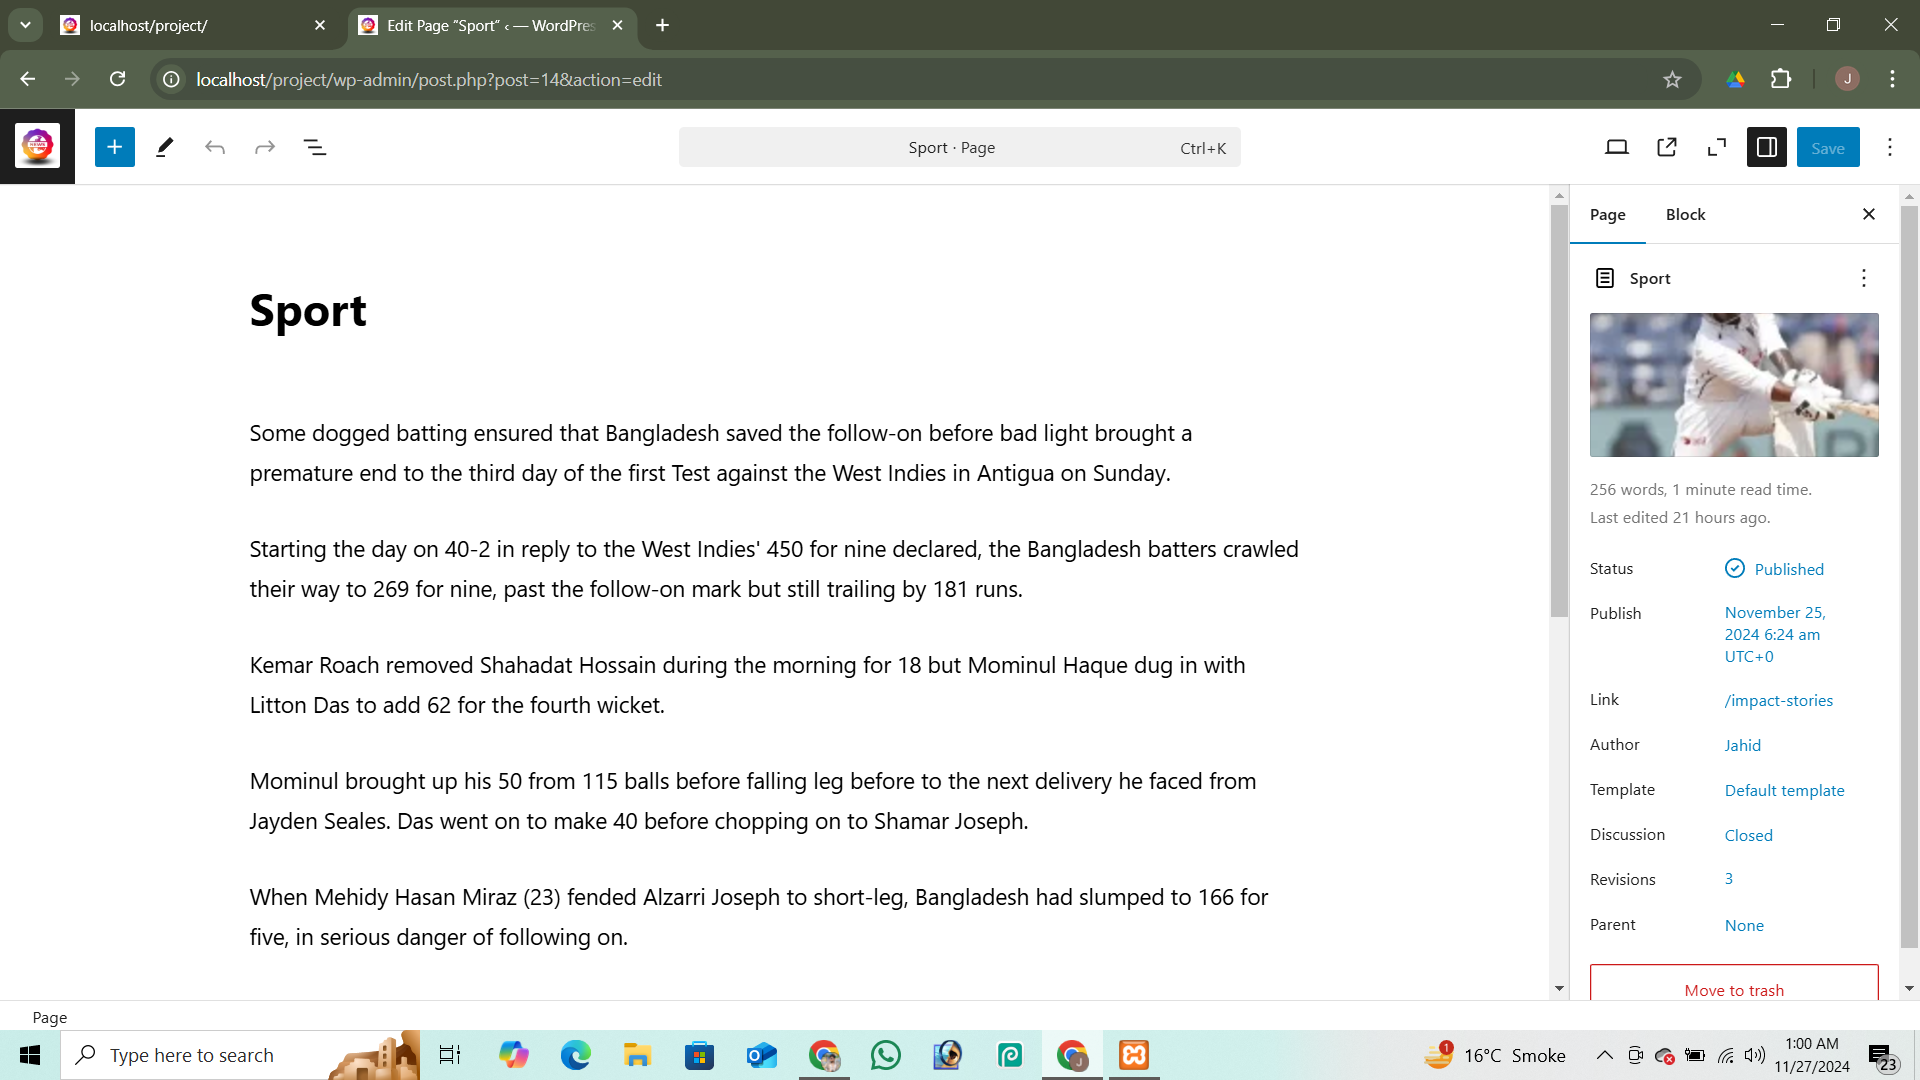 localhost/project/
Edit Page “Sport” ‹ — WordPres
localhost/project/wp-admin/post.php?post=14&action=edit
J
NEWS
Sport · Page
Ctrl+K
Save
Page
Block
Sport
Sport
256 words, 1 minute read time.
Last edited 21 hours ago.
Status
Published
Publish
November 25,
2024 6:24 am
UTC+0
Link
/impact-stories
Author
Jahid
Template
Default template
Discussion
Closed
Revisions
3
Parent
None
Move to trash
Some dogged batting ensured that Bangladesh saved the follow-on before bad light brought a
premature end to the third day of the first Test against the West Indies in Antigua on Sunday.
Starting the day on 40-2 in reply to the West Indies' 450 for nine declared, the Bangladesh batters crawled
their way to 269 for nine, past the follow-on mark but still trailing by 181 runs.
Kemar Roach removed Shahadat Hossain during the morning for 18 but Mominul Haque dug in with
Litton Das to add 62 for the fourth wicket.
Mominul brought up his 50 from 115 balls before falling leg before to the next delivery he faced from
Jayden Seales. Das went on to make 40 before chopping on to Shamar Joseph.
When Mehidy Hasan Miraz (23) fended Alzarri Joseph to short-leg, Bangladesh had slumped to 166 for
five, in serious danger of following on.
Page
Type here to search
1
16°C Smoke
1:00 AM
11/27/2024
23